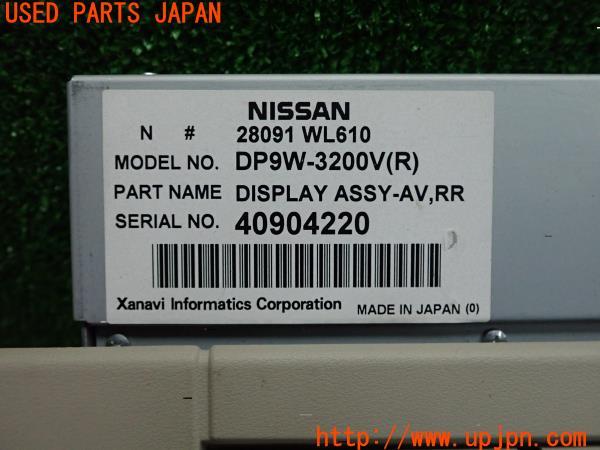 USED PARTS JAPAN
NISSAN
N # 28091 WL610
MODEL NO. DP9W-3200V(R)
PART NAME DISPLAY ASSY-AV,RR
SERIAL NO. 40904220
Xanavi Informatics Corporation MADE IN JAPAN (0)
http://www.upjpn.com/